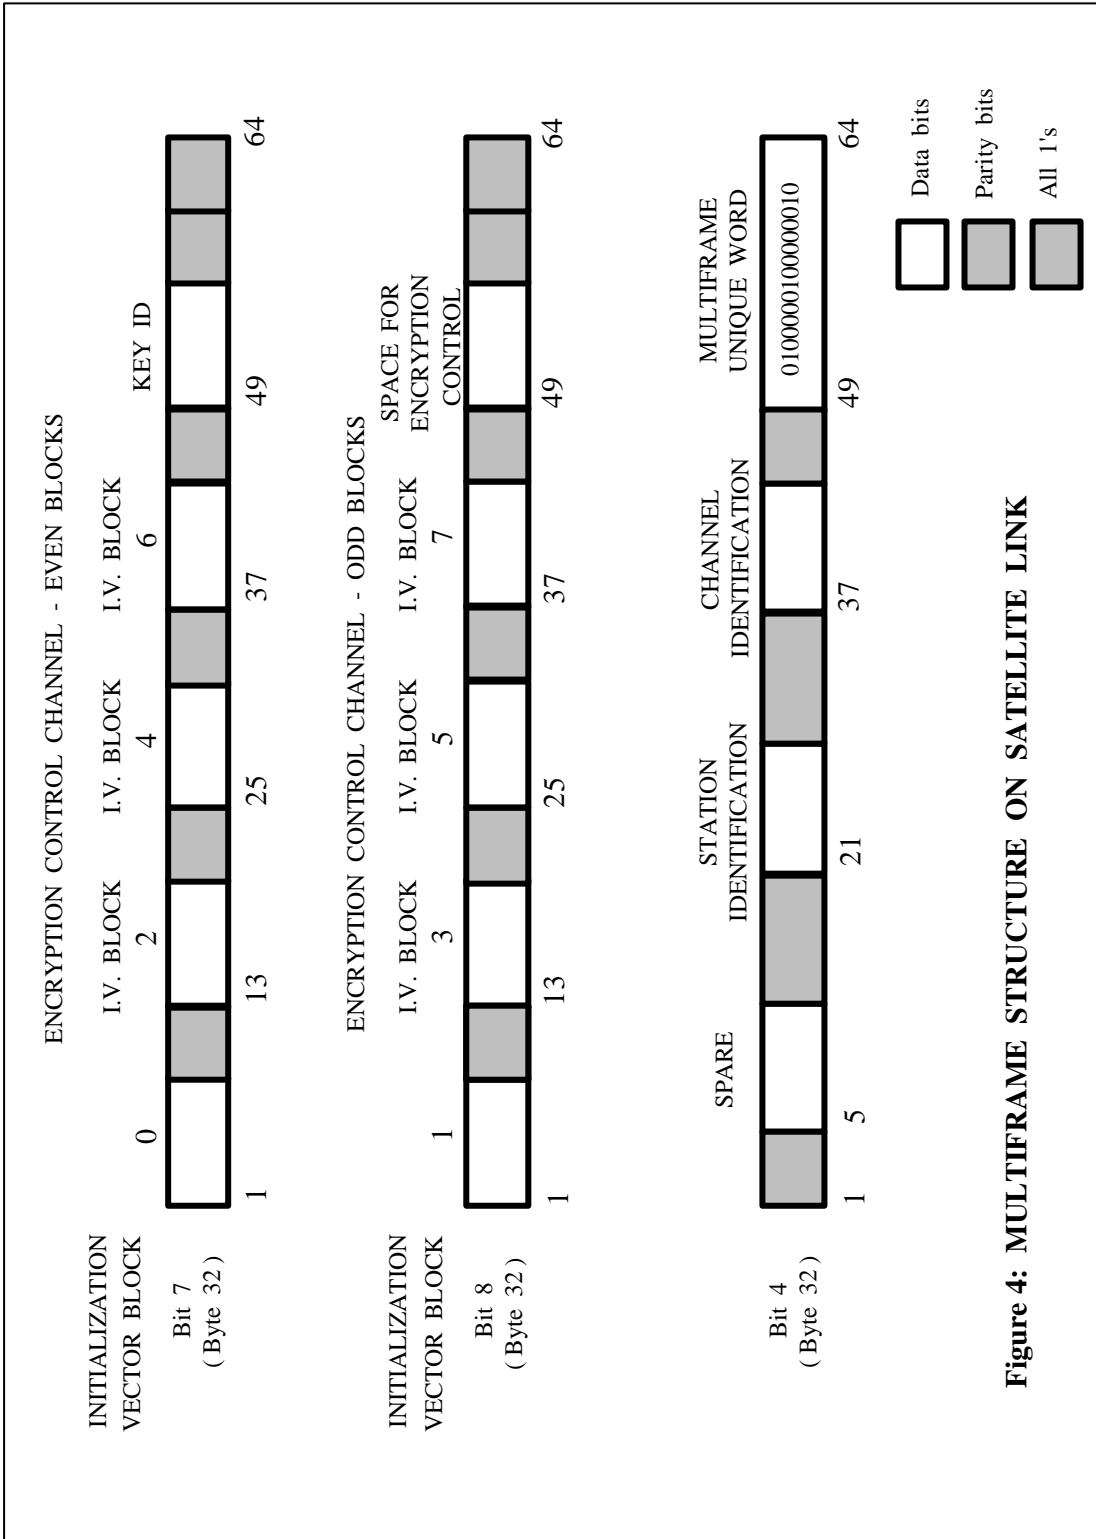 ENCRYPTION CONTROL CHANNEL - EVEN BLOCKS
INITIALIZATION
VECTOR BLOCK
0
I.V. BLOCK
2
I.V. BLOCK
4
I.V. BLOCK
6
KEY ID
Bit 7
( Byte 32 )
1 13 25 37 49 64
ENCRYPTION CONTROL CHANNEL - ODD BLOCKS
INITIALIZATION
VECTOR BLOCK
1
I.V. BLOCK
3
I.V. BLOCK
5
I.V. BLOCK
7
SPACE FOR
ENCRYPTION
CONTROL
Bit 8
( Byte 32 )
1 13 25 37 49 64
SPARE
STATION
IDENTIFICATION
CHANNEL
IDENTIFICATION
MULTIFRAME
UNIQUE WORD
Bit 4
( Byte 32 )
0100000100000010
1 5 21 37 49 64
Data bits
Parity bits
All 1's
Figure 4: MULTIFRAME STRUCTURE ON SATELLITE LINK